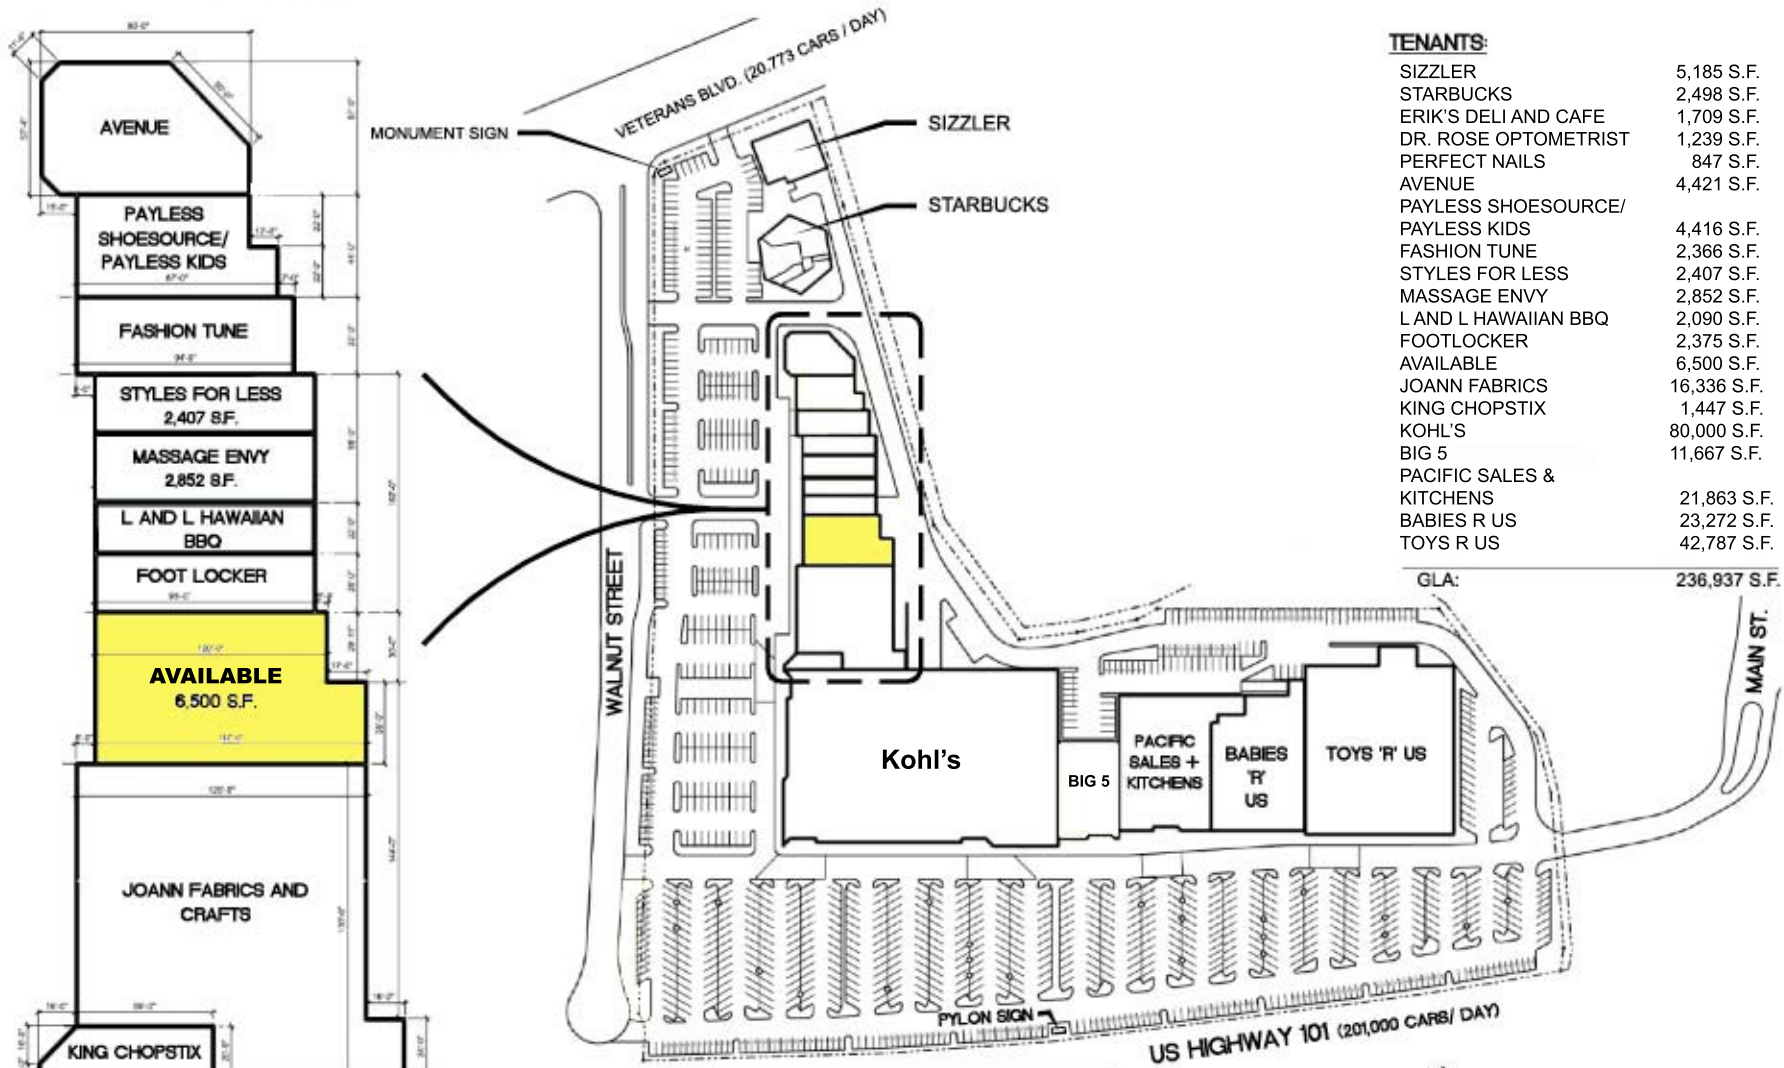 AVENUE
PAYLESS
SHOESOURCE/
PAYLESS KIDS
FASHION TUNE
STYLES FOR LESS
2,407 S.F.
MASSAGE ENVY
2,852 S.F.
L AND L HAWAIIAN
BBQ
FOOT LOCKER
AVAILABLE
6,500 S.F.
JOANN FABRICS AND
CRAFTS
KING CHOPSTIX
VETERANS BLVD. (20,773 CARS / DAY)
MONUMENT SIGN
SIZZLER
STARBUCKS
WALNUT STREET
Kohl's
BIG 5
PACIFIC
SALES +
KITCHENS
BABIES
'R'
US
TOYS 'R' US
MAIN ST.
PYLON SIGN
US HIGHWAY 101 (201,000 CARS/ DAY)
TENANTS:
SIZZLER 5,185 S.F.
STARBUCKS 2,498 S.F.
ERIK'S DELI AND CAFE 1,709 S.F.
DR. ROSE OPTOMETRIST 1,239 S.F.
PERFECT NAILS 847 S.F.
AVENUE 4,421 S.F.
PAYLESS SHOESOURCE/
PAYLESS KIDS 4,416 S.F.
FASHION TUNE 2,366 S.F.
STYLES FOR LESS 2,407 S.F.
MASSAGE ENVY 2,852 S.F.
L AND L HAWAIIAN BBQ 2,090 S.F.
FOOTLOCKER 2,375 S.F.
AVAILABLE 6,500 S.F.
JOANN FABRICS 16,336 S.F.
KING CHOPSTIX 1,447 S.F.
KOHL'S 80,000 S.F.
BIG 5 11,667 S.F.
PACIFIC SALES &
KITCHENS 21,863 S.F.
BABIES R US 23,272 S.F.
TOYS R US 42,787 S.F.
GLA: 236,937 S.F.